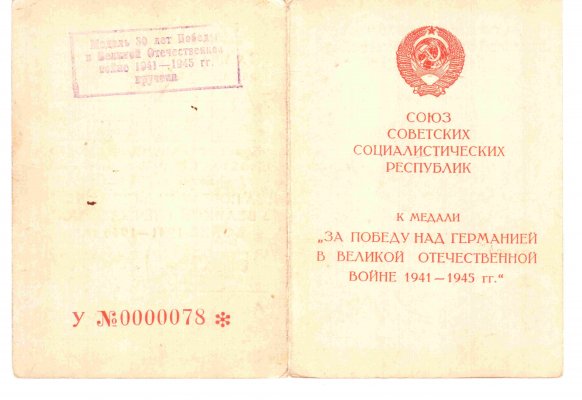 Медаль 30 лет Победы
в Великой Отечественной
войне 1941—1945 гг.
вручена
У №0000078 ✻
СОЮЗ
СОВЕТСКИХ
СОЦИАЛИСТИЧЕСКИХ
РЕСПУБЛИК
К МЕДАЛИ
„ЗА ПОБЕДУ НАД ГЕРМАНИЕЙ
В ВЕЛИКОЙ ОТЕЧЕСТВЕННОЙ
ВОЙНЕ 1941—1945 гг.“